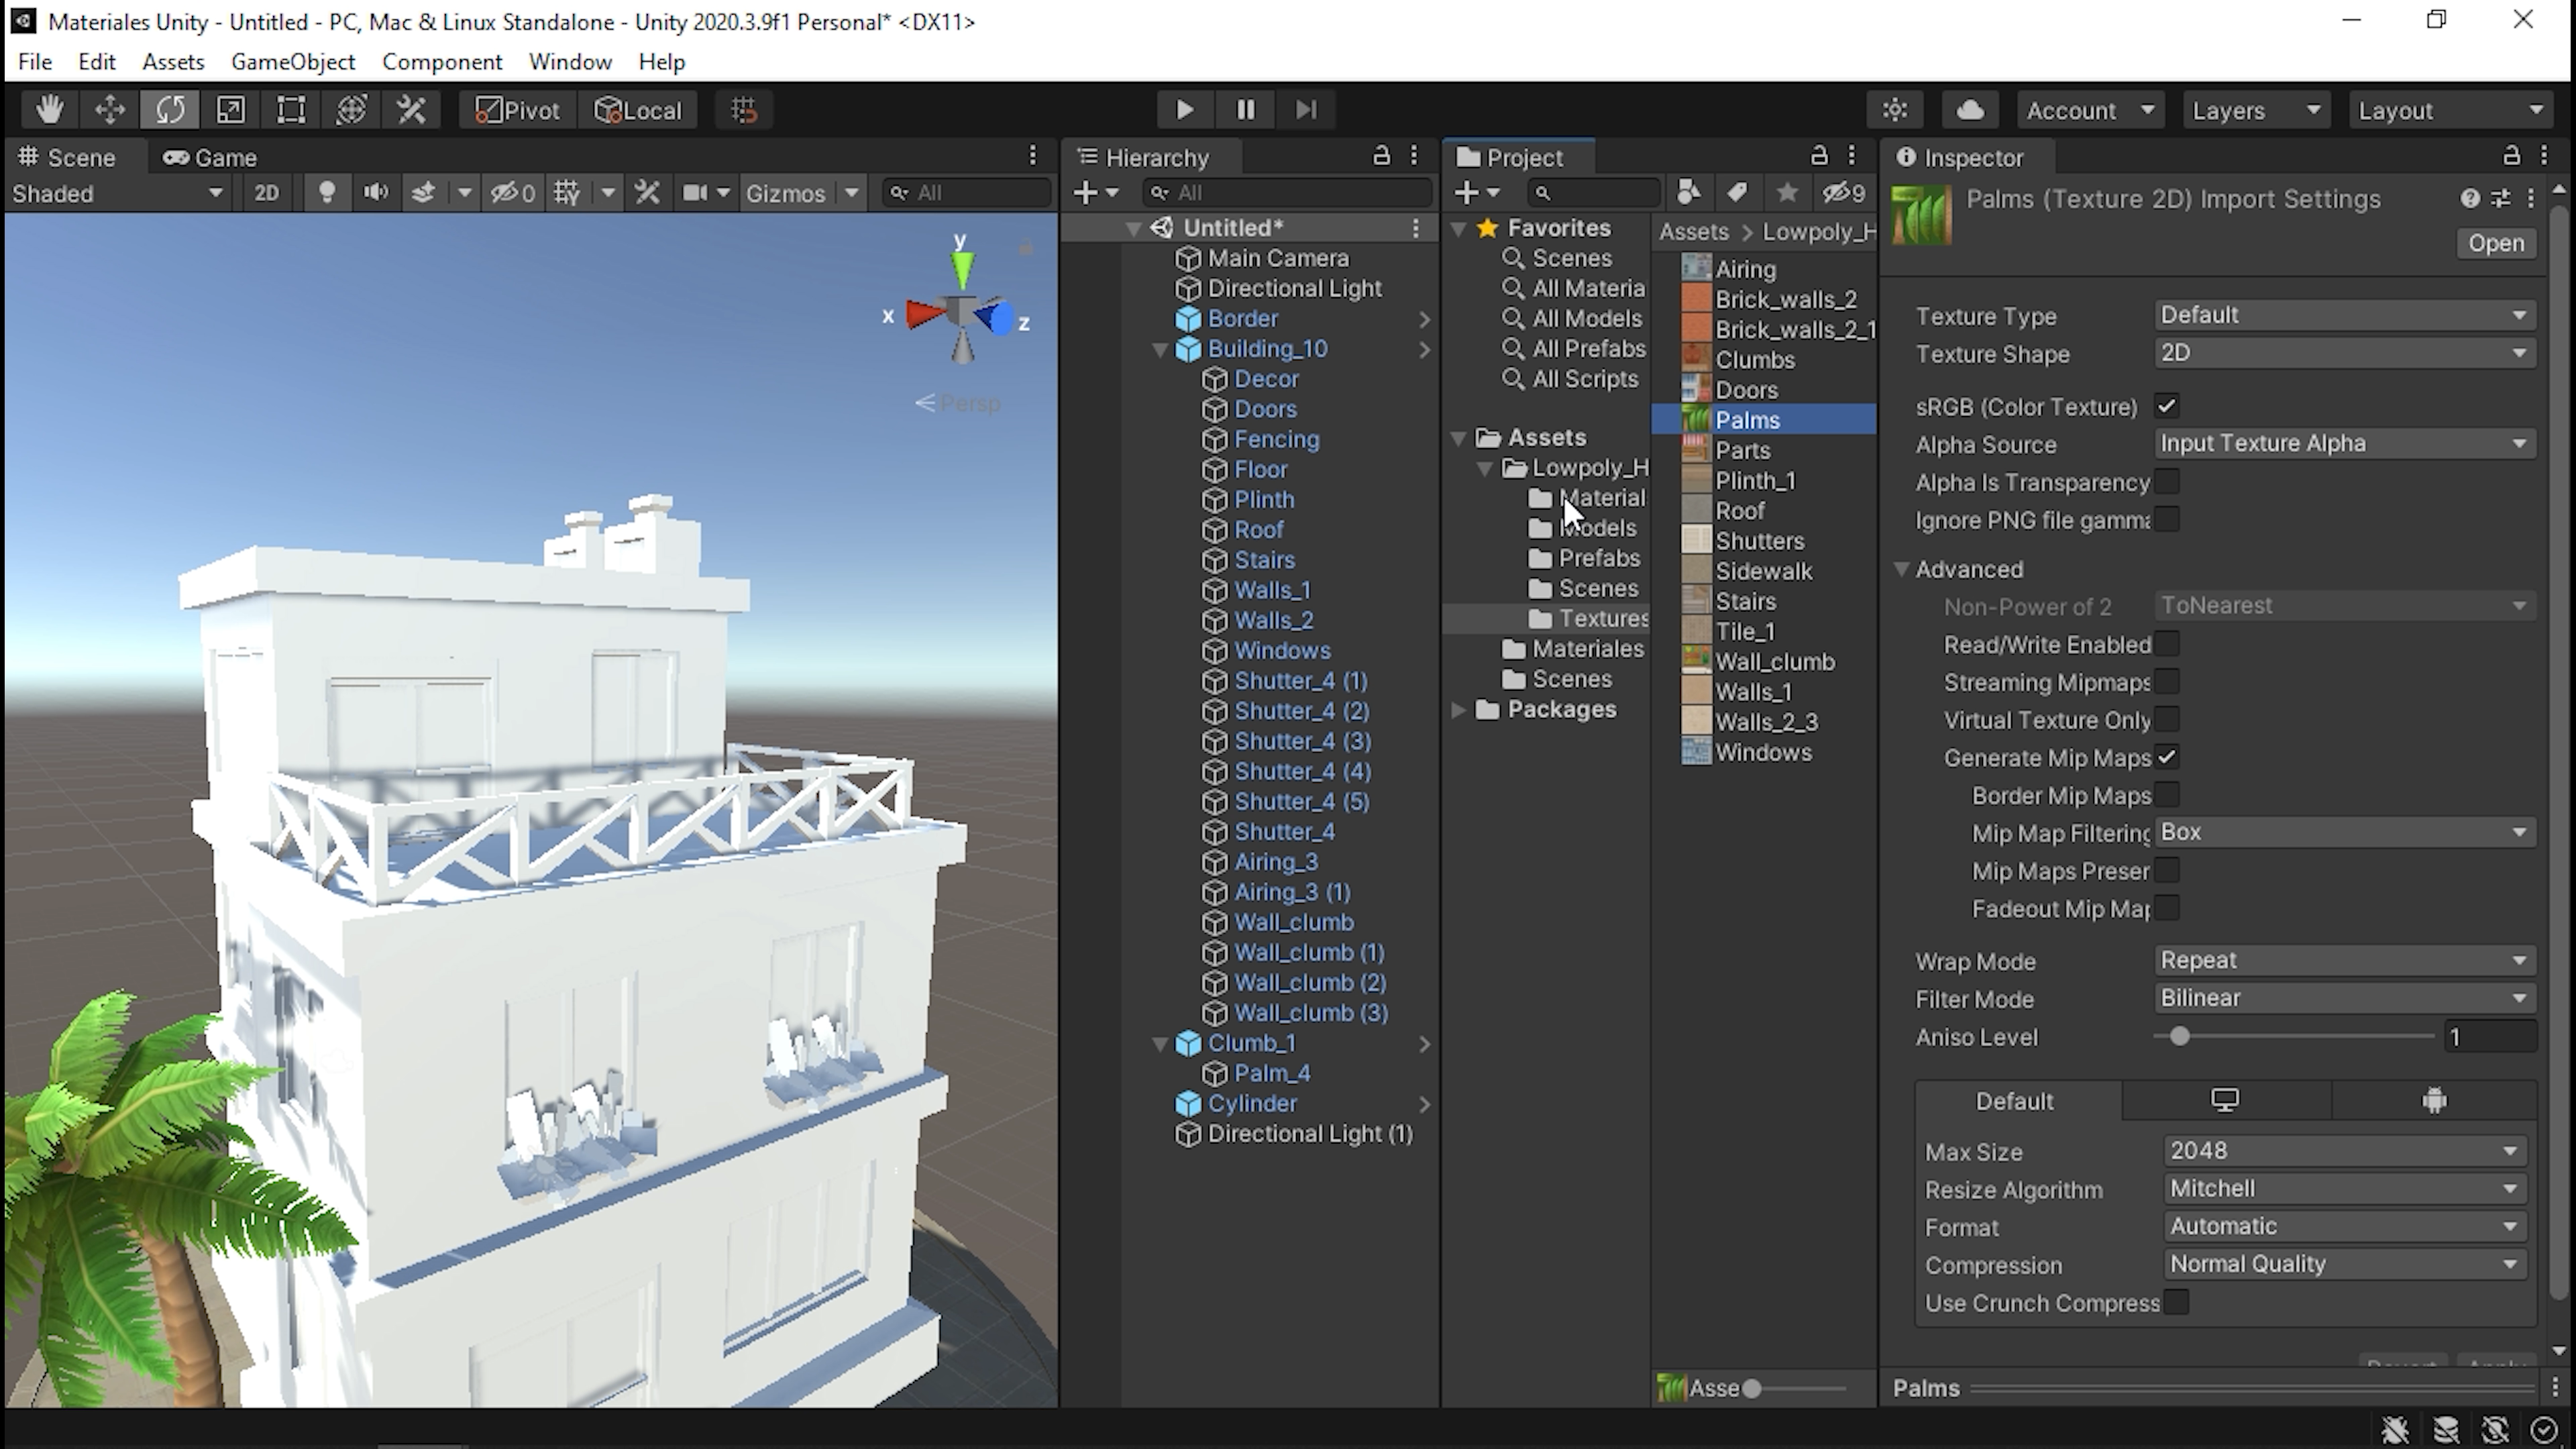 Materiales Unity - Untitled - PC, Mac & Linux Standalone - Unity 2020.3.9f1 Personal* <DX11>
File Edit Assets GameObject Component Window Help
Pivot Local Account Layers Layout
Scene Game
Shaded 2D 0 Gizmos All
y
x
z
Persp
Hierarchy
All
Untitled*
Main Camera
Directional Light
Border
Building_10
Decor
Doors
Fencing
Floor
Plinth
Roof
Stairs
Walls_1
Walls_2
Windows
Shutter_4 (1)
Shutter_4 (2)
Shutter_4 (3)
Shutter_4 (4)
Shutter_4 (5)
Shutter_4
Airing_3
Airing_3 (1)
Wall_clumb
Wall_clumb (1)
Wall_clumb (2)
Wall_clumb (3)
Clumb_1
Palm_4
Cylinder
Directional Light (1)
Project
9
Favorites
Scenes
All Materia
All Models
All Prefabs
All Scripts
Assets
Lowpoly_H
Material
Models
Prefabs
Scenes
Textures
Materiales
Scenes
Packages
Assets > Lowpoly_H
Airing
Brick_walls_2
Brick_walls_2_1
Clumbs
Doors
Palms
Parts
Plinth_1
Roof
Shutters
Sidewalk
Stairs
Tile_1
Wall_clumb
Walls_1
Walls_2_3
Windows
Asse
Inspector
Palms (Texture 2D) Import Settings
Open
Texture Type Default
Texture Shape 2D
sRGB (Color Texture)
Alpha Source Input Texture Alpha
Alpha Is Transparency
Ignore PNG file gamma
Advanced
Non-Power of 2 ToNearest
Read/Write Enabled
Streaming Mipmaps
Virtual Texture Only
Generate Mip Maps
Border Mip Maps
Mip Map Filtering Box
Mip Maps Preser
Fadeout Mip Map
Wrap Mode Repeat
Filter Mode Bilinear
Aniso Level 1
Default
Max Size 2048
Resize Algorithm Mitchell
Format Automatic
Compression Normal Quality
Use Crunch Compress
Palms